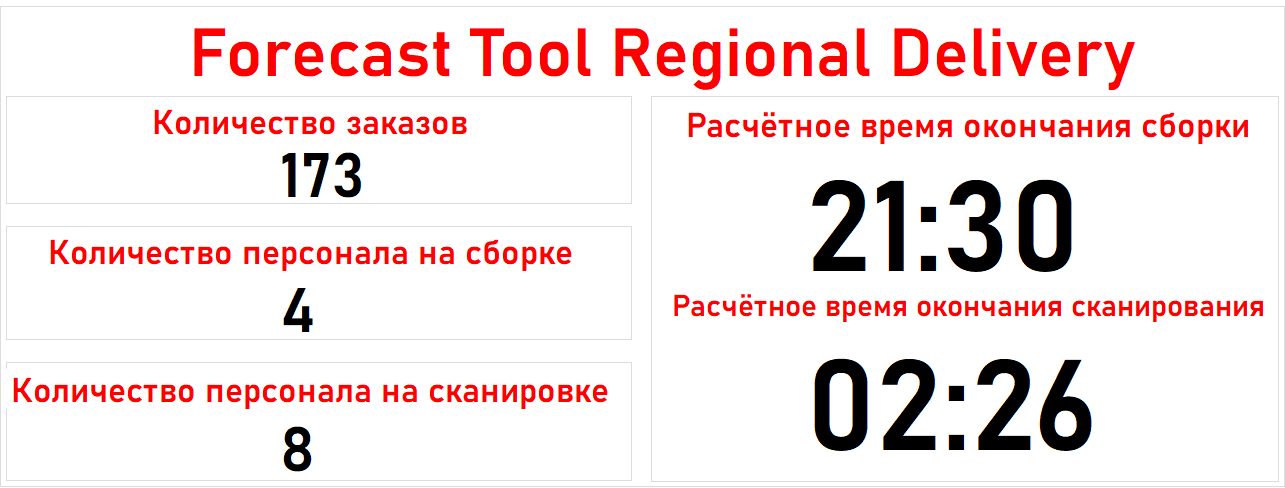 Forecast Tool Regional Delivery
Количество заказов
173
Количество персонала на сборке
4
Количество персонала на сканировке
8
Расчётное время окончания сборки
21:30
Расчётное время окончания сканирования
02:26